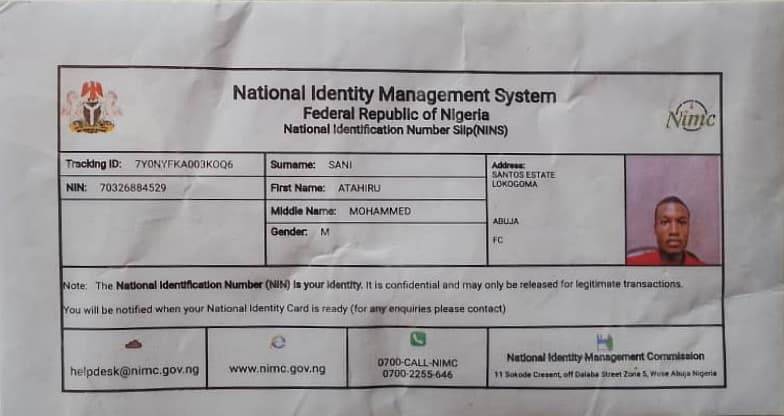 National Identity Management System
Federal Republic of Nigeria
National Identification Number Slip(NINS)
Nimc
Tracking ID: 7Y0NYFKA003KOQ6
Surname: SANI
Address:
SANTOS ESTATE
LOKOGOMA
NIN: 70326884529
First Name: ATAHIRU
Middle Name: MOHAMMED
ABUJA
Gender: M
FC
Note: The National Identification Number (NIN) is your identity. It is confidential and may only be released for legitimate transactions.
You will be notified when your National Identity Card is ready (for any enquiries please contact)
helpdesk@nimc.gov.ng
www.nimc.gov.ng
0700-CALL-NIMC
0700-2255-646
National Identity Management Commission
11 Sokode Cresent, off Dalaba Street Zone 5, Wuse Abuja Nigeria